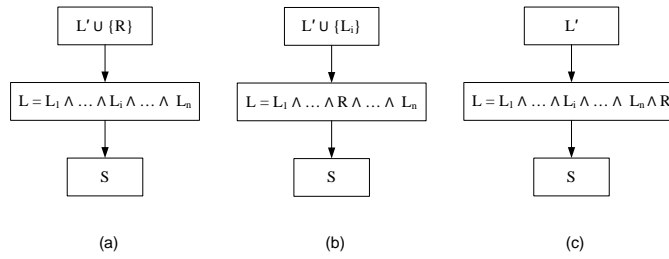 L′ ∪ {R}
L = L₁ ∧ … ∧ Lᵢ ∧ … ∧ Lₙ
S
(a)
L′ ∪ {Lᵢ}
L = L₁ ∧ … ∧ R ∧ … ∧ Lₙ
S
(b)
L′
L = L₁ ∧ … ∧ Lᵢ ∧ … ∧ Lₙ ∧ R
S
(c)